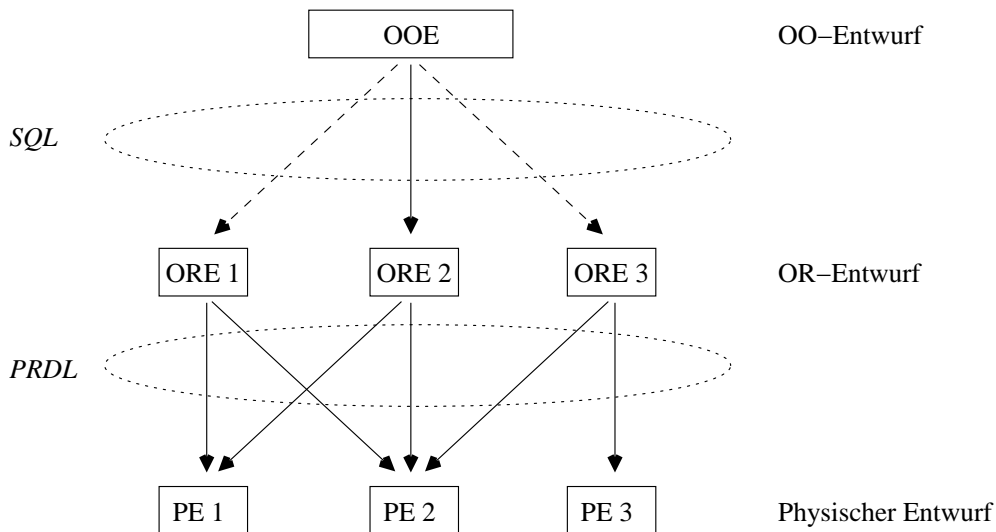 OOE OO−Entwurf
SQL
ORE 1 ORE 2 ORE 3 OR−Entwurf
PRDL
PE 1 PE 2 PE 3 Physischer Entwurf